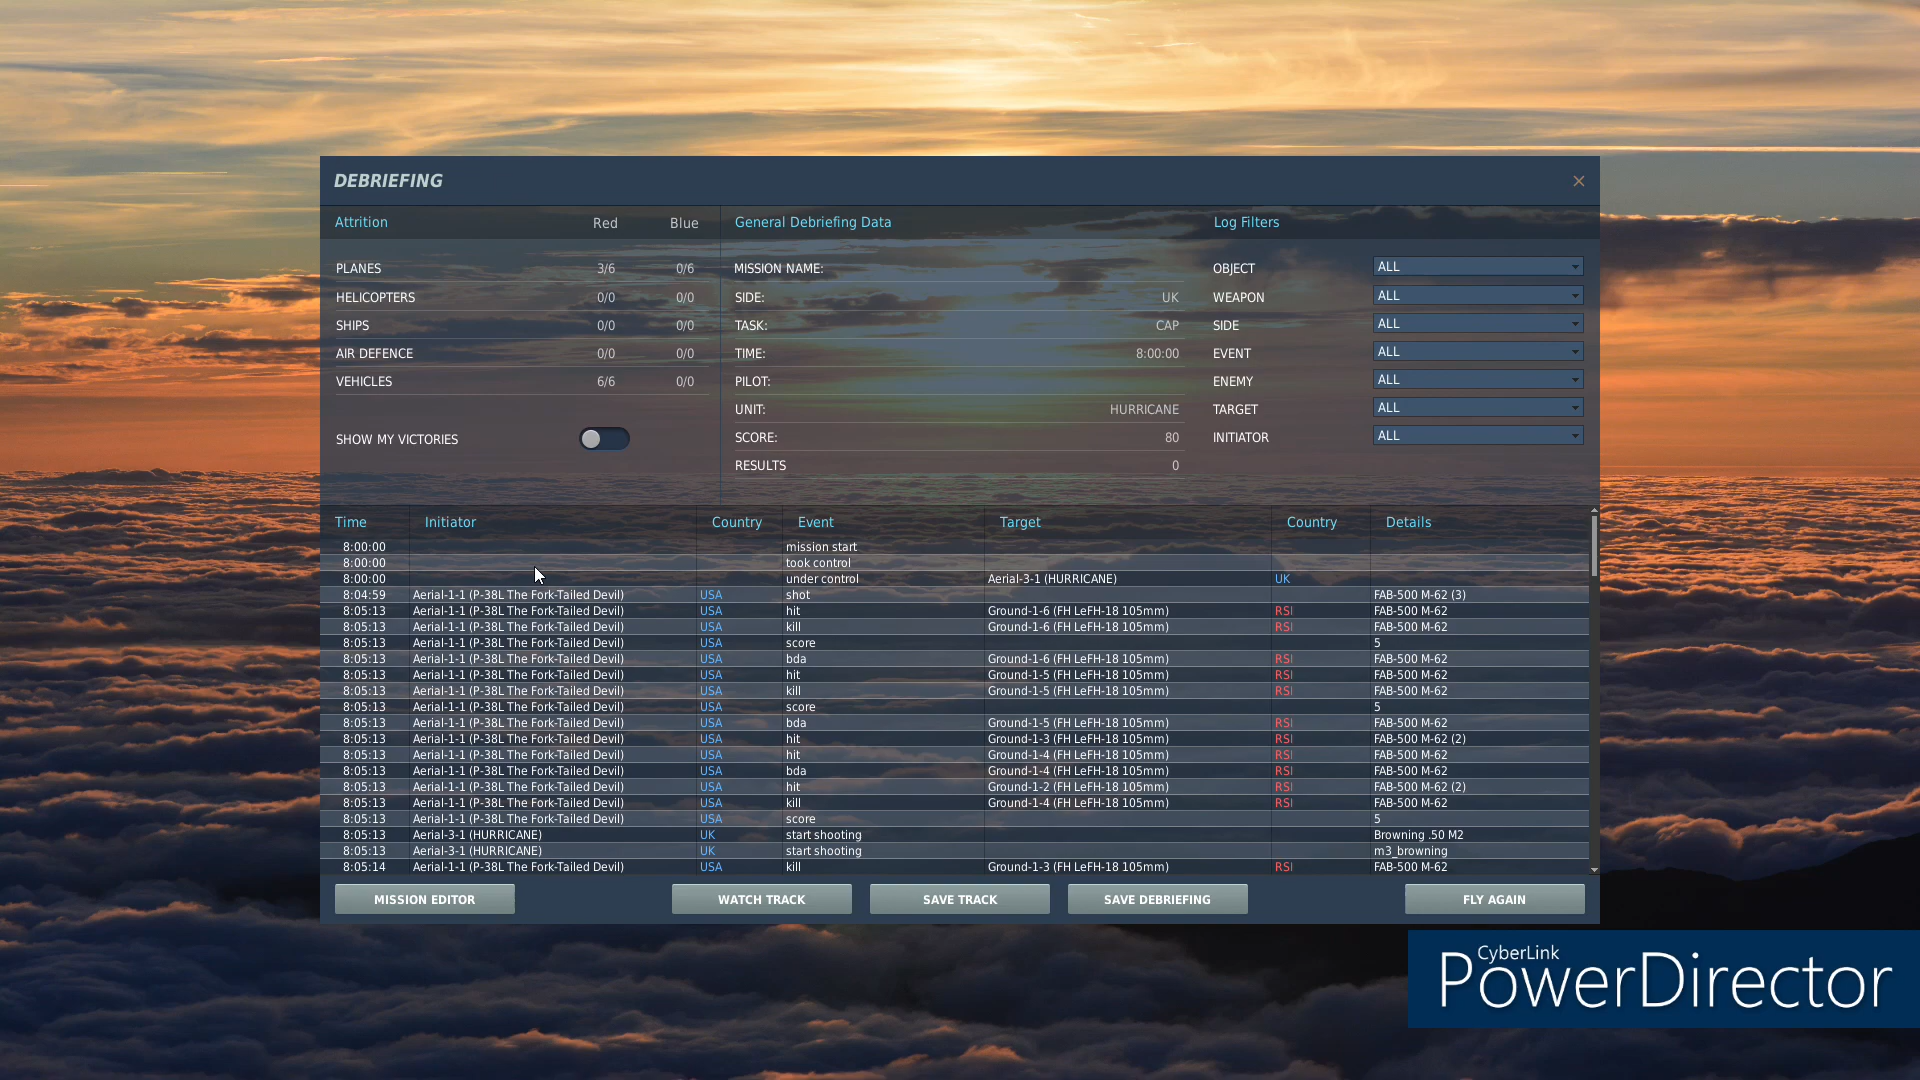 DEBRIEFING
Attrition Red Blue
PLANES 3/6 0/6
HELICOPTERS 0/0 0/0
SHIPS 0/0 0/0
AIR DEFENCE 0/0 0/0
VEHICLES 6/6 0/0
SHOW MY VICTORIES
General Debriefing Data
MISSION NAME:
SIDE: UK
TASK: CAP
TIME: 8:00:00
PILOT:
UNIT: HURRICANE
SCORE: 80
RESULTS 0
Log Filters
OBJECT ALL
WEAPON ALL
SIDE ALL
EVENT ALL
ENEMY ALL
TARGET ALL
INITIATOR ALL
Time Initiator Country Event Target Country Details
8:00:00 mission start
8:00:00 took control
8:00:00 under control Aerial-3-1 (HURRICANE) UK
8:04:59 Aerial-1-1 (P-38L The Fork-Tailed Devil) USA shot FAB-500 M-62 (3)
8:05:13 Aerial-1-1 (P-38L The Fork-Tailed Devil) USA hit Ground-1-6 (FH LeFH-18 105mm) RSI FAB-500 M-62
8:05:13 Aerial-1-1 (P-38L The Fork-Tailed Devil) USA kill Ground-1-6 (FH LeFH-18 105mm) RSI FAB-500 M-62
8:05:13 Aerial-1-1 (P-38L The Fork-Tailed Devil) USA score 5
8:05:13 Aerial-1-1 (P-38L The Fork-Tailed Devil) USA bda Ground-1-6 (FH LeFH-18 105mm) RSI FAB-500 M-62
8:05:13 Aerial-1-1 (P-38L The Fork-Tailed Devil) USA hit Ground-1-5 (FH LeFH-18 105mm) RSI FAB-500 M-62
8:05:13 Aerial-1-1 (P-38L The Fork-Tailed Devil) USA kill Ground-1-5 (FH LeFH-18 105mm) RSI FAB-500 M-62
8:05:13 Aerial-1-1 (P-38L The Fork-Tailed Devil) USA score 5
8:05:13 Aerial-1-1 (P-38L The Fork-Tailed Devil) USA bda Ground-1-5 (FH LeFH-18 105mm) RSI FAB-500 M-62
8:05:13 Aerial-1-1 (P-38L The Fork-Tailed Devil) USA hit Ground-1-3 (FH LeFH-18 105mm) RSI FAB-500 M-62 (2)
8:05:13 Aerial-1-1 (P-38L The Fork-Tailed Devil) USA hit Ground-1-4 (FH LeFH-18 105mm) RSI FAB-500 M-62
8:05:13 Aerial-1-1 (P-38L The Fork-Tailed Devil) USA bda Ground-1-4 (FH LeFH-18 105mm) RSI FAB-500 M-62
8:05:13 Aerial-1-1 (P-38L The Fork-Tailed Devil) USA hit Ground-1-2 (FH LeFH-18 105mm) RSI FAB-500 M-62 (2)
8:05:13 Aerial-1-1 (P-38L The Fork-Tailed Devil) USA kill Ground-1-4 (FH LeFH-18 105mm) RSI FAB-500 M-62
8:05:13 Aerial-1-1 (P-38L The Fork-Tailed Devil) USA score 5
8:05:13 Aerial-3-1 (HURRICANE) UK start shooting Browning .50 M2
8:05:13 Aerial-3-1 (HURRICANE) UK start shooting m3_browning
8:05:14 Aerial-1-1 (P-38L The Fork-Tailed Devil) USA kill Ground-1-3 (FH LeFH-18 105mm) RSI FAB-500 M-62
MISSION EDITOR WATCH TRACK SAVE TRACK SAVE DEBRIEFING FLY AGAIN
CyberLink
PowerDirector